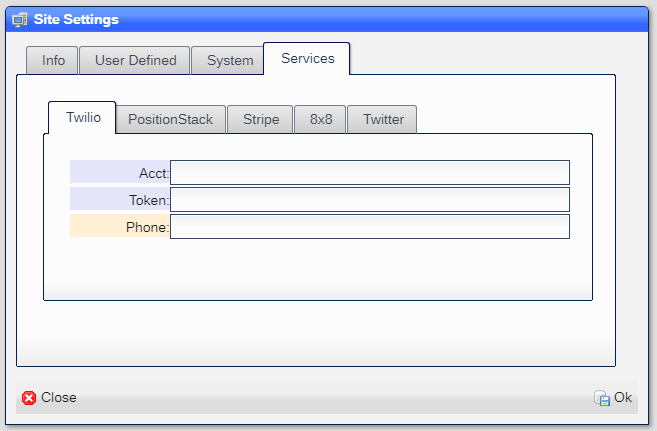 Site Settings
Info User Defined System Services
Twilio PositionStack Stripe 8x8 Twitter
Acct:
Token:
Phone:
Close Ok